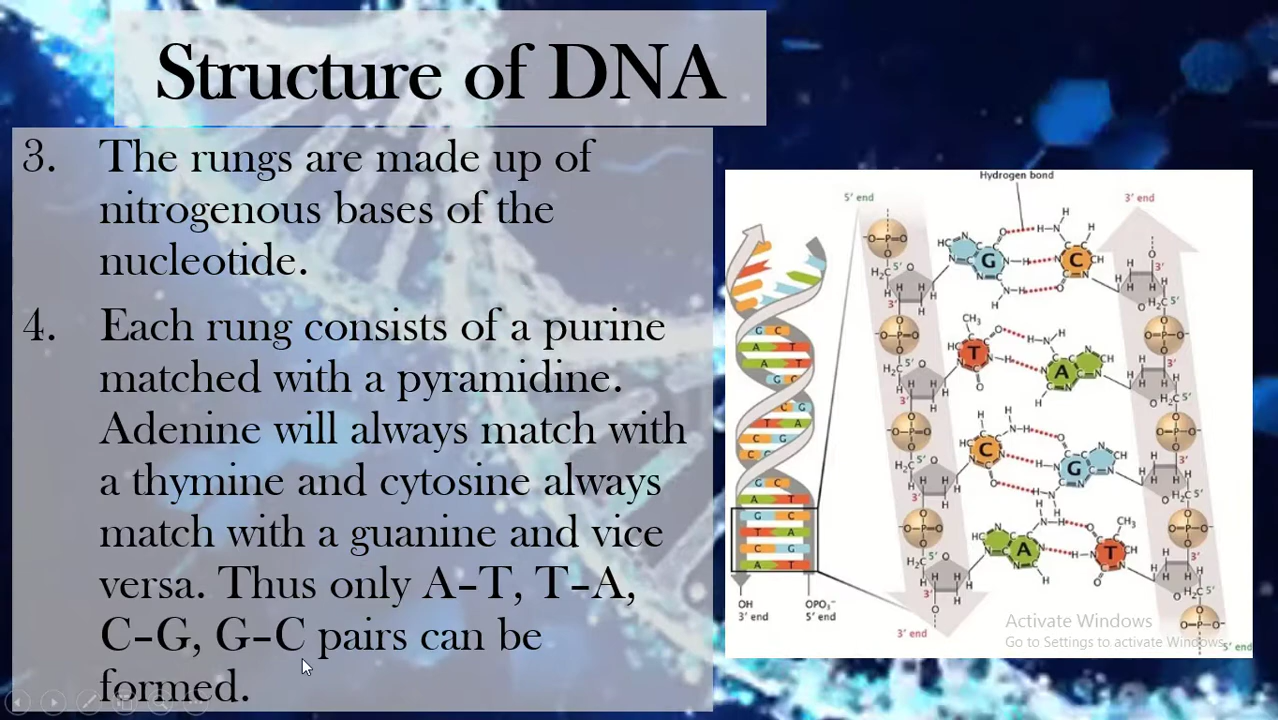 Structure of DNA
3. The rungs are made up of
nitrogenous bases of the
nucleotide.
4. Each rung consists of a purine
matched with a pyramidine.
Adenine will always match with
a thymine and cytosine always
match with a guanine and vice
versa. Thus only A–T, T–A,
C–G, G–C pairs can be
formed.
Hydrogen bond
5' end
3' end
G C
T A
C G
A T
G C
A T
A T
G C
C G
T A
C G
C
G C
A T
G C
T A
C G
A T
OH
3' end
OPO₃⁻
5' end
3' end
5' end
Activate Windows
Go to Settings to activate Windows.